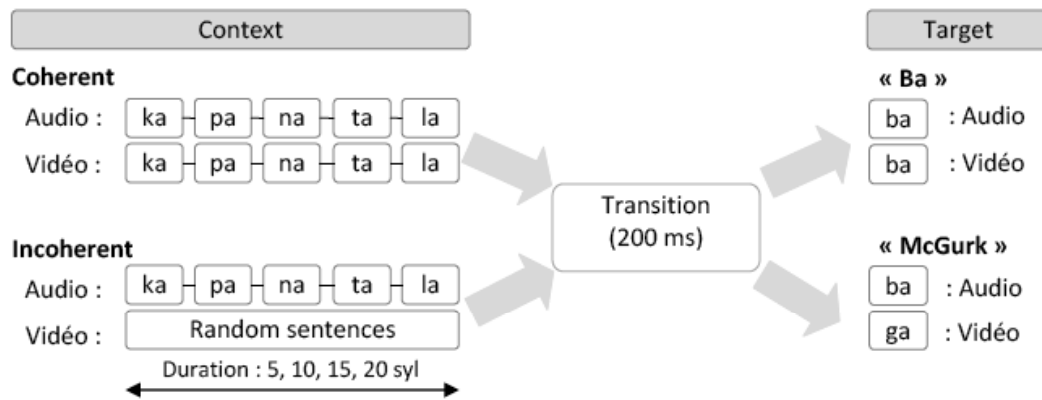 Context
Target
Coherent
Audio : ka pa na ta la
Vidéo : ka pa na ta la
Incoherent
Audio : ka pa na ta la
Vidéo : Random sentences
Duration : 5, 10, 15, 20 syl
Transition
(200 ms)
« Ba »
ba : Audio
ba : Vidéo
« McGurk »
ba : Audio
ga : Vidéo